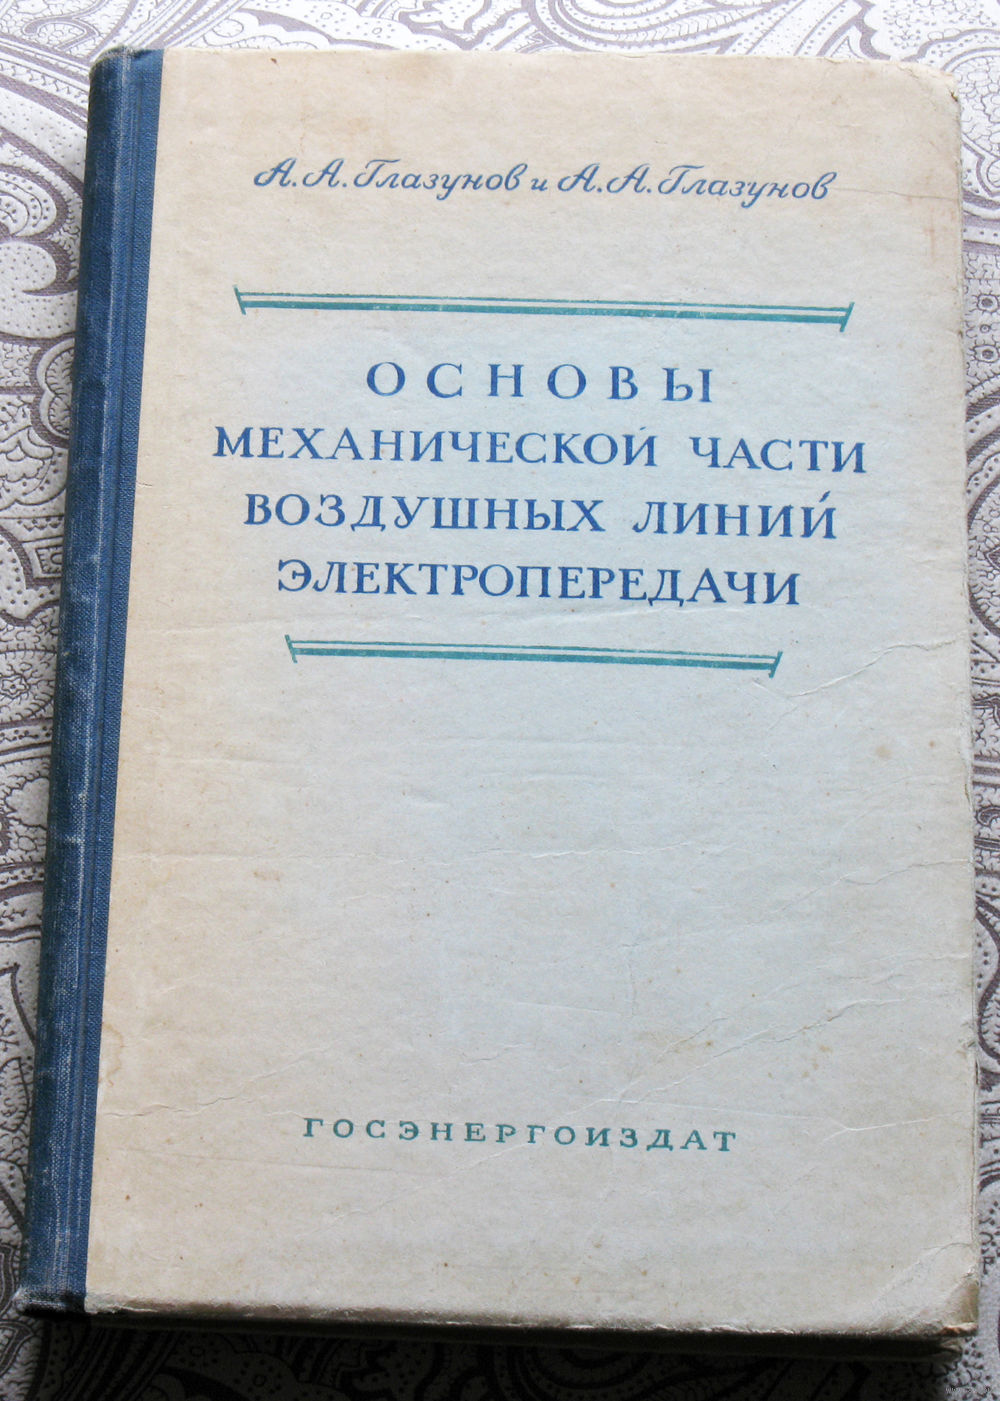 А. А. Глазунов и А. А. Глазунов
ОСНОВЫ
МЕХАНИЧЕСКОЙ ЧАСТИ
ВОЗДУШНЫХ ЛИНИЙ
ЭЛЕКТРОПЕРЕДАЧИ
ГОСЭНЕРГОИЗДАТ